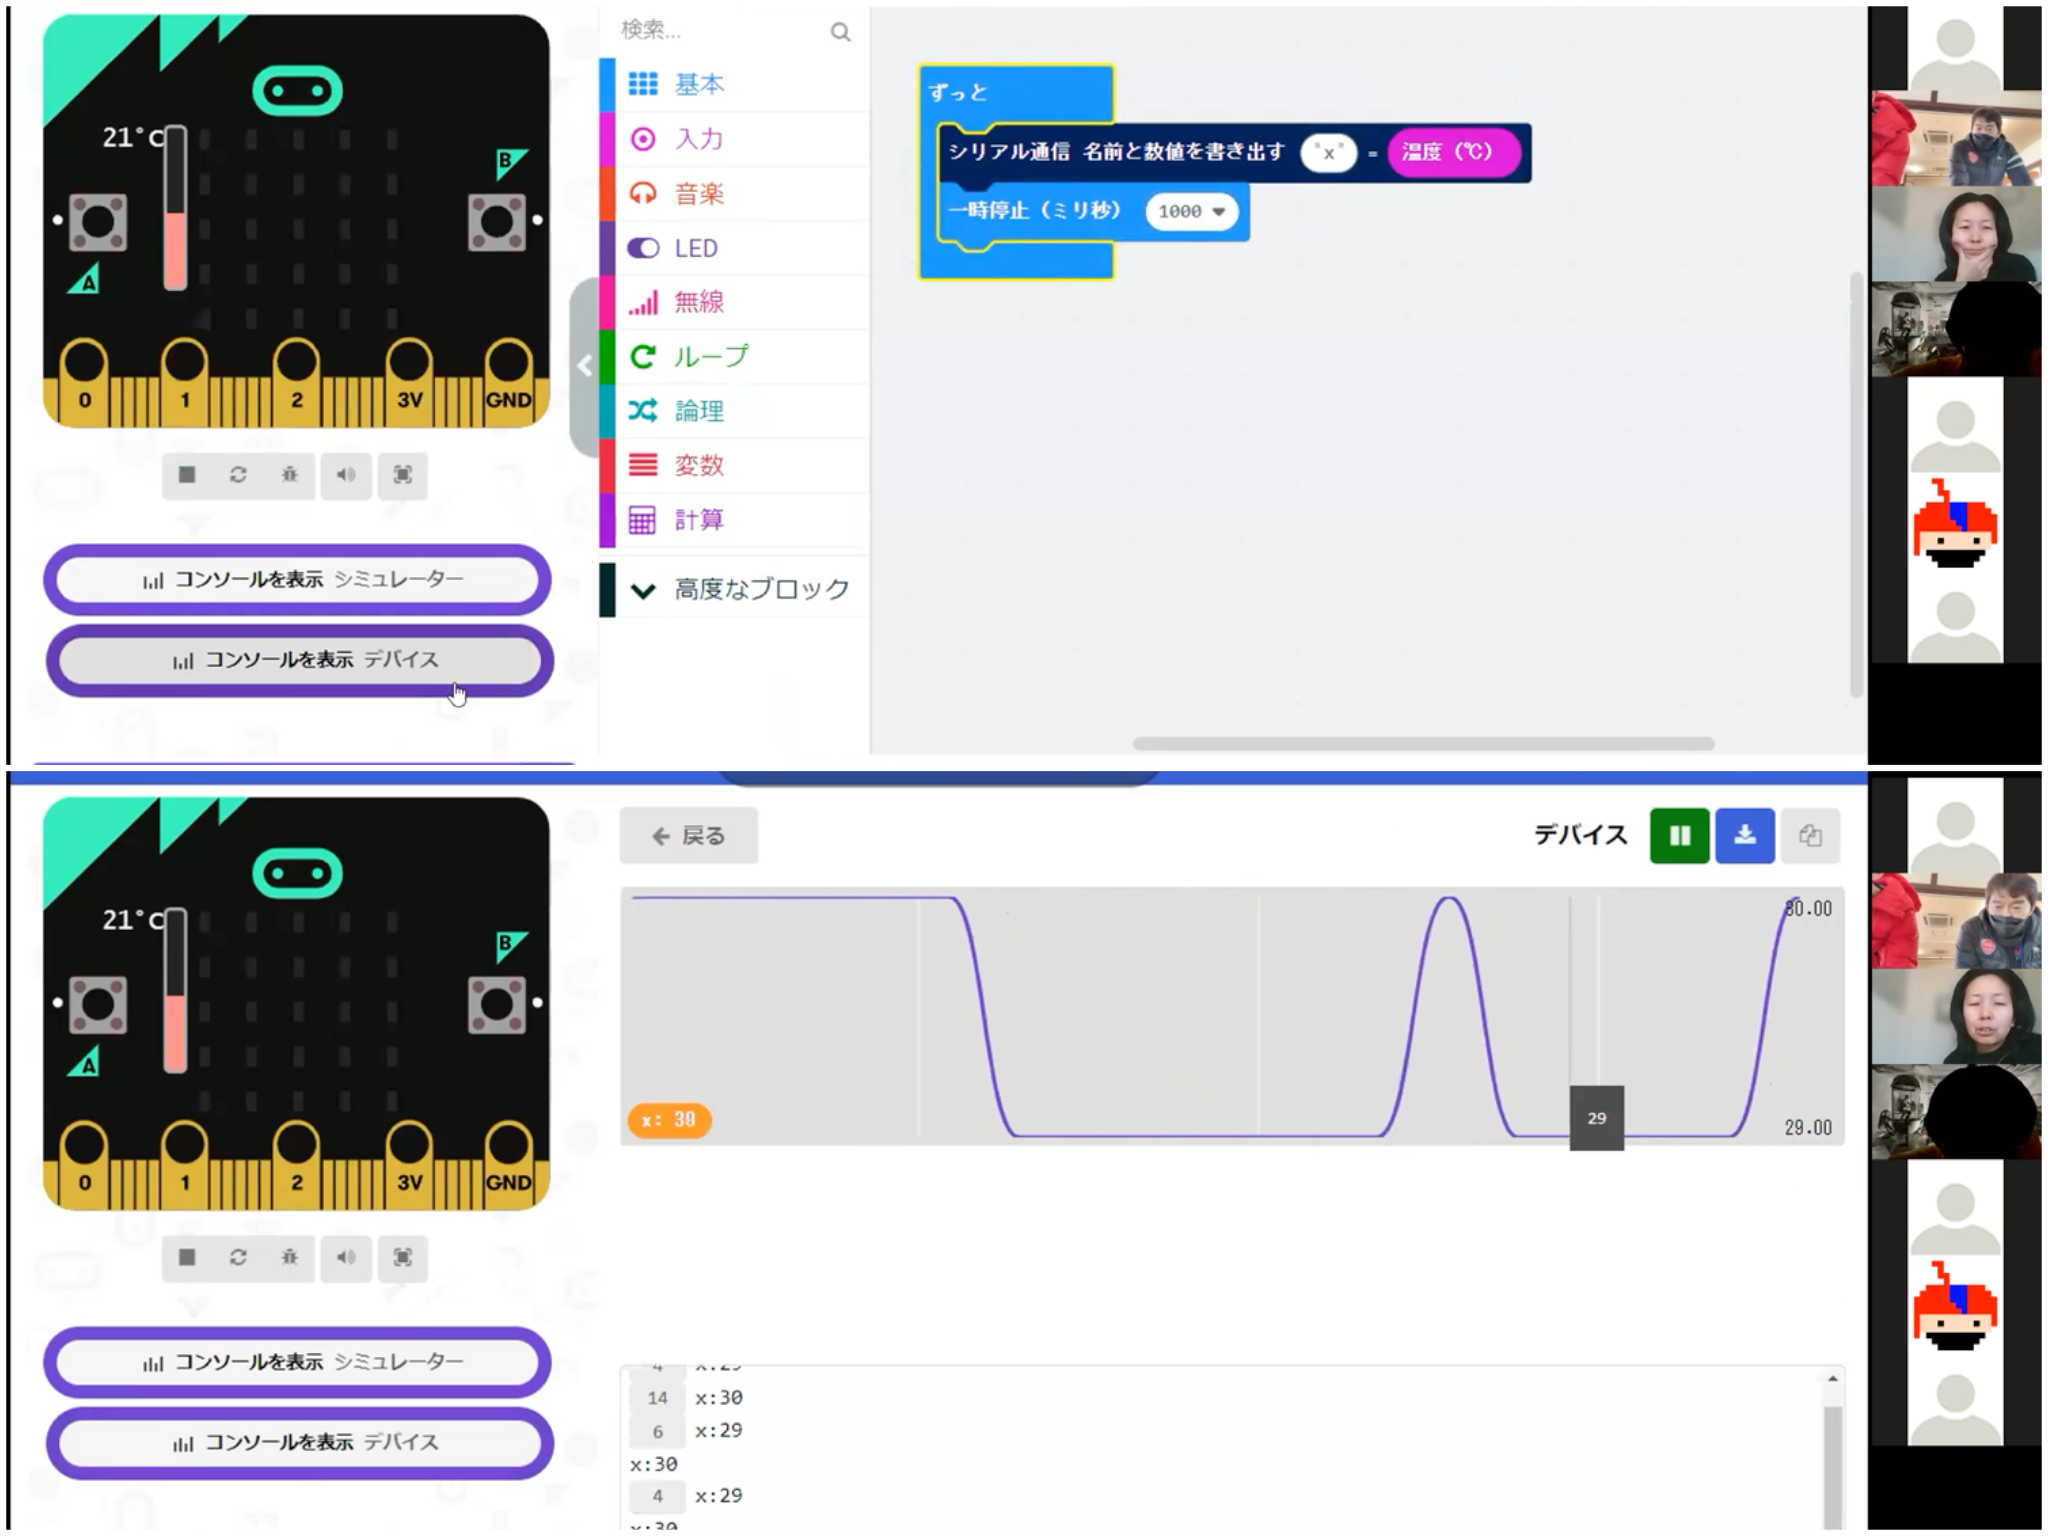 21°C
B
A
0 1 2 3V GND
コンソールを表示 シミュレーター
コンソールを表示 デバイス
検索...
基本
入力
音楽
LED
無線
ループ
論理
変数
計算
高度なブロック
ずっと
シリアル通信 名前と数値を書き出す "x" = 温度（℃）
一時停止（ミリ秒） 1000
21°C
B
A
0 1 2 3V GND
コンソールを表示 シミュレーター
コンソールを表示 デバイス
戻る
デバイス
30.00
x: 30
29
29.00
4 x:29
14 x:30
6 x:29
x:30
4 x:29
x:30